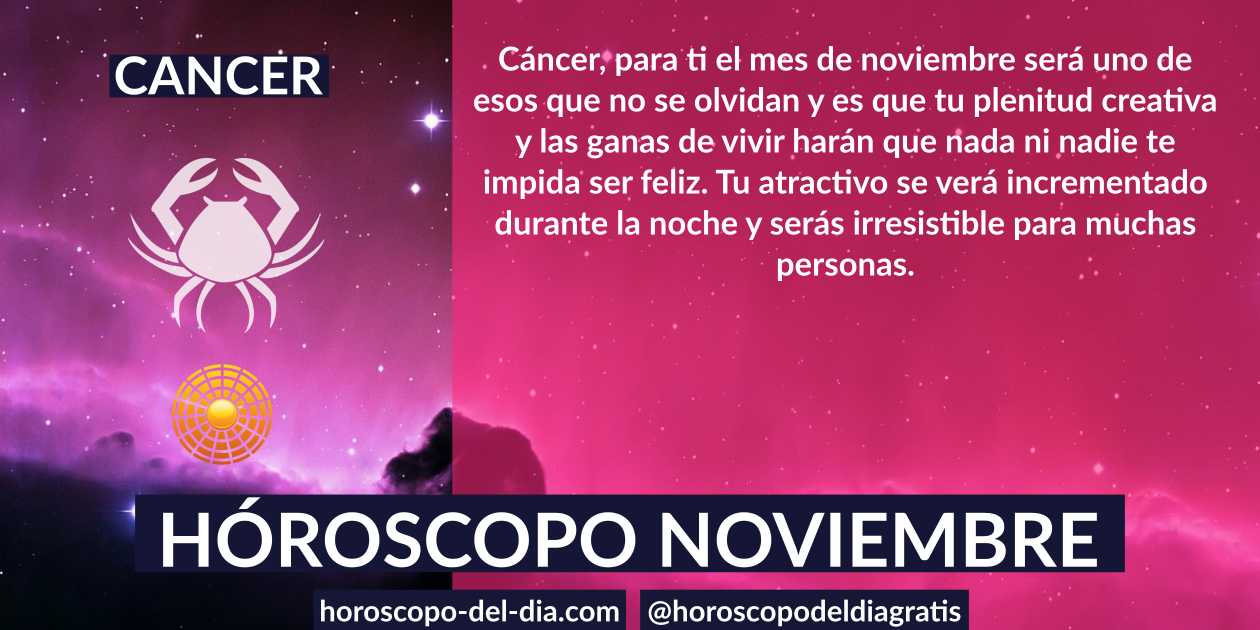 CANCER
Cáncer, para ti el mes de noviembre será uno de
esos que no se olvidan y es que tu plenitud creativa
y las ganas de vivir harán que nada ni nadie te
impida ser feliz. Tu atractivo se verá incrementado
durante la noche y serás irresistible para muchas
personas.
HÓROSCOPO NOVIEMBRE
horoscopo-del-dia.com
@horoscopodeldiagratis